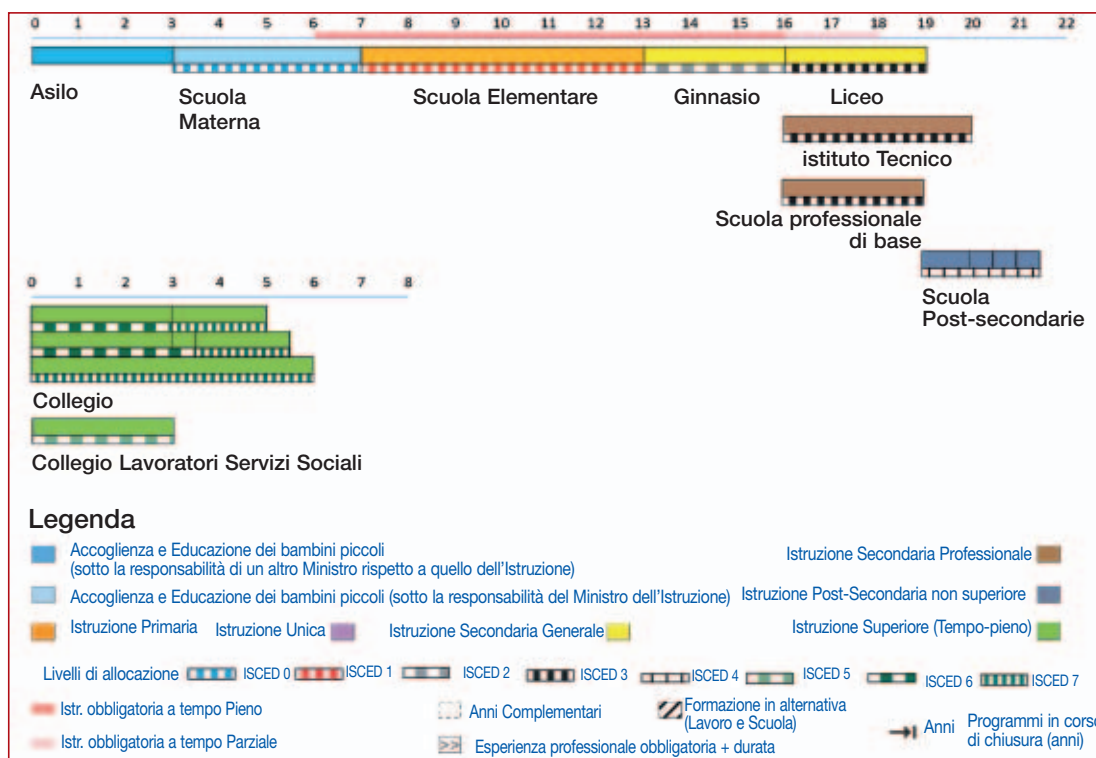 0 1 2 3 4 5 6 7 8 9 10 11 12 13 14 15 16 17 18 19 20 21 22
Asilo
Scuola
Materna
Scuola Elementare
Ginnasio
Liceo
istituto Tecnico
Scuola professionale
di base
Scuola
Post-secondarie
0 1 2 3 4 5 6 7 8
Collegio
Collegio Lavoratori Servizi Sociali
Legenda
Accoglienza e Educazione dei bambini piccoli
(sotto la responsabilità di un altro Ministro rispetto a quello dell'Istruzione)
Istruzione Secondaria Professionale
Accoglienza e Educazione dei bambini piccoli (sotto la responsabilità del Ministro dell'Istruzione)
Istruzione Post-Secondaria non superiore
Istruzione Primaria
Istruzione Unica
Istruzione Secondaria Generale
Istruzione Superiore (Tempo-pieno)
Livelli di allocazione ISCED 0 ISCED 1 ISCED 2 ISCED 3 ISCED 4 ISCED 5 ISCED 6 ISCED 7
Istr. obbligatoria a tempo Pieno
Anni Complementari
Formazione in alternativa
(Lavoro e Scuola)
Anni
Programmi in corso
di chiusura (anni)
Istr. obbligatoria a tempo Parziale
>> Esperienza professionale obbligatoria + durata